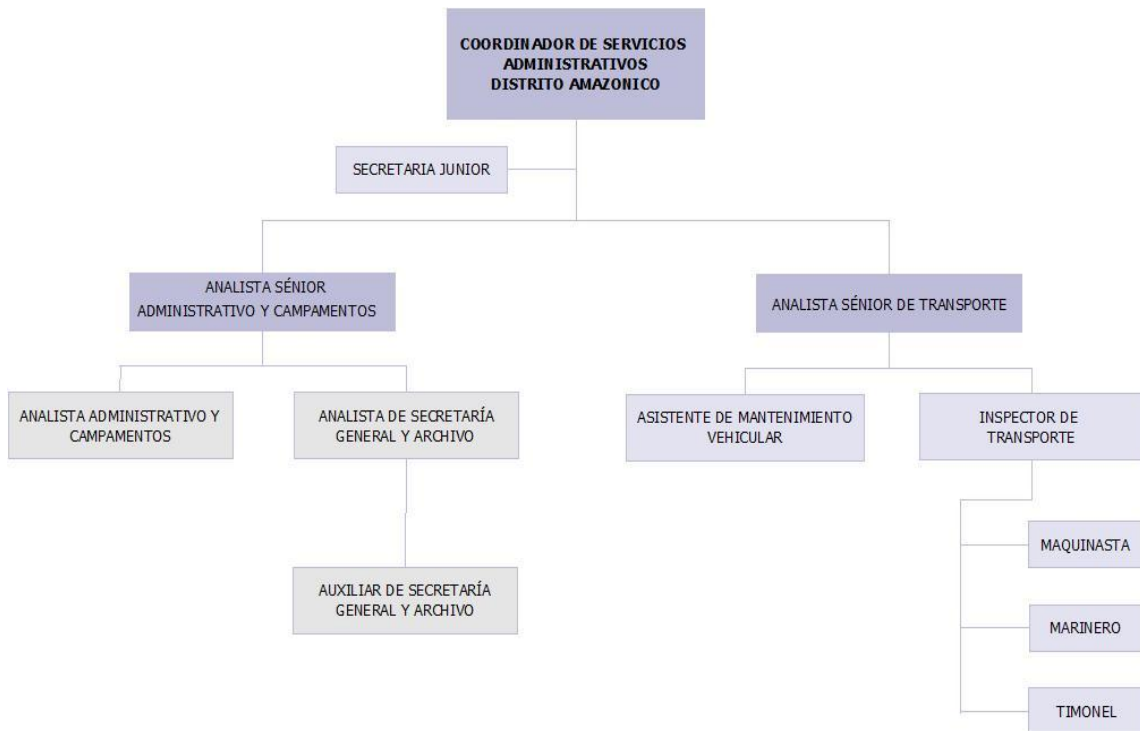 COORDINADOR DE SERVICIOS
ADMINISTRATIVOS
DISTRITO AMAZONICO
SECRETARIA JUNIOR
ANALISTA SÉNIOR
ADMINISTRATIVO Y CAMPAMENTOS
ANALISTA SÉNIOR DE TRANSPORTE
ANALISTA ADMINISTRATIVO Y
CAMPAMENTOS
ANALISTA DE SECRETARÍA
GENERAL Y ARCHIVO
ASISTENTE DE MANTENIMIENTO
VEHICULAR
INSPECTOR DE
TRANSPORTE
MAQUINASTA
AUXILIAR DE SECRETARÍA
GENERAL Y ARCHIVO
MARINERO
TIMONEL